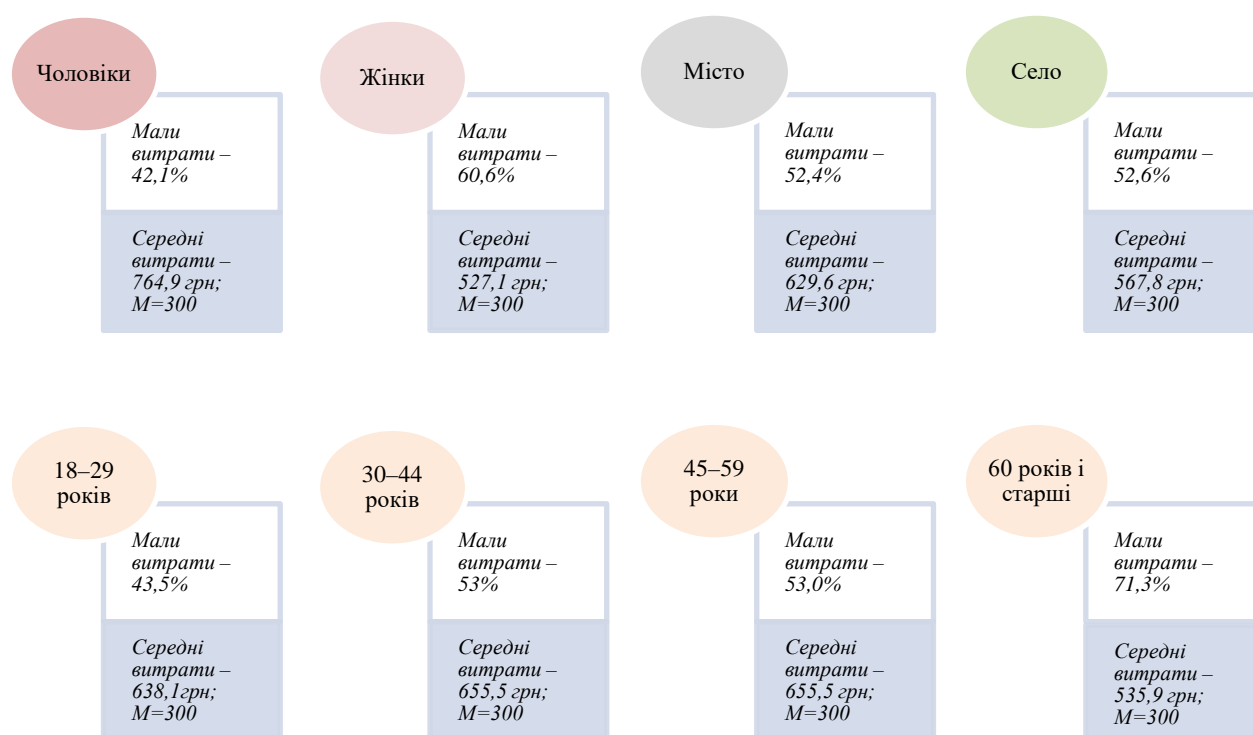 Чоловіки
Мали
витрати –
42,1%
Середні
витрати –
764,9 грн;
М=300
Жінки
Мали
витрати –
60,6%
Середні
витрати –
527,1 грн;
М=300
Місто
Мали
витрати –
52,4%
Середні
витрати –
629,6 грн;
М=300
Село
Мали
витрати –
52,6%
Середні
витрати –
567,8 грн;
М=300
18–29
років
Мали
витрати –
43,5%
Середні
витрати –
638,1грн;
М=300
30–44
років
Мали
витрати –
53%
Середні
витрати –
655,5 грн;
М=300
45–59
роки
Мали
витрати –
53,0%
Середні
витрати –
655,5 грн;
М=300
60 років і
старші
Мали
витрати –
71,3%
Середні
витрати –
535,9 грн;
М=300